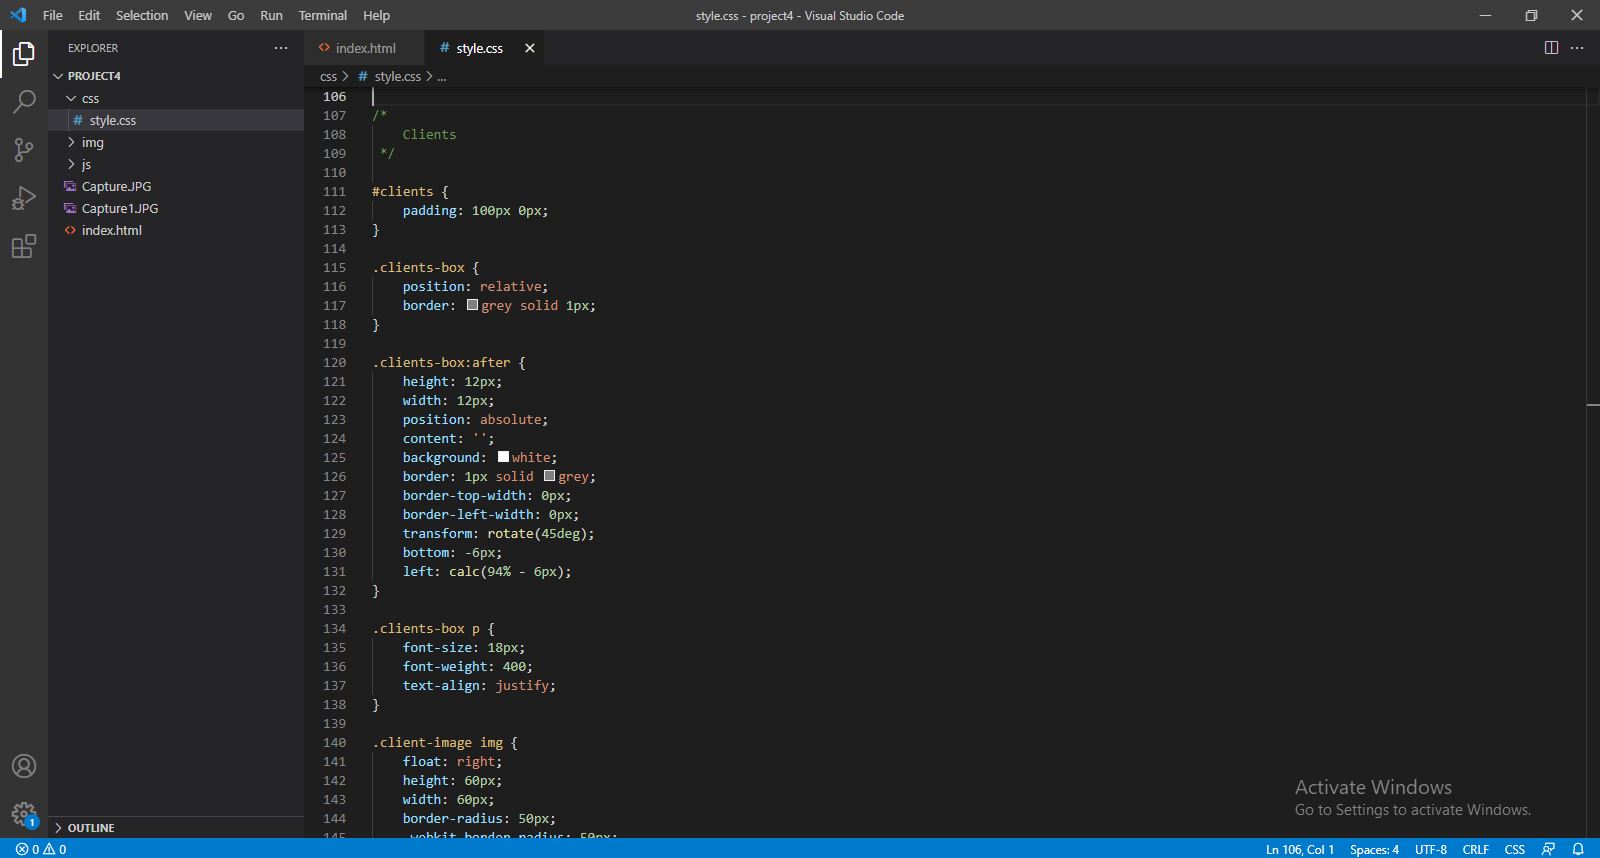 File Edit Selection View Go Run Terminal Help
style.css - project4 - Visual Studio Code
EXPLORER
PROJECT4
css
# style.css
img
js
Capture.JPG
Capture1.JPG
<> index.html
OUTLINE
<> index.html
# style.css
css > # style.css > ...
106
107 /*
108     Clients
109  */
110
111 #clients {
112     padding: 100px 0px;
113 }
114
115 .clients-box {
116     position: relative;
117     border: grey solid 1px;
118 }
119
120 .clients-box:after {
121     height: 12px;
122     width: 12px;
123     position: absolute;
124     content: '';
125     background: white;
126     border: 1px solid grey;
127     border-top-width: 0px;
128     border-left-width: 0px;
129     transform: rotate(45deg);
130     bottom: -6px;
131     left: calc(94% - 6px);
132 }
133
134 .clients-box p {
135     font-size: 18px;
136     font-weight: 400;
137     text-align: justify;
138 }
139
140 .client-image img {
141     float: right;
142     height: 60px;
143     width: 60px;
144     border-radius: 50px;
145     -webkit-border-radius: 50px;
Activate Windows
Go to Settings to activate Windows.
1
0 0
Ln 106, Col 1 Spaces: 4 UTF-8 CRLF CSS